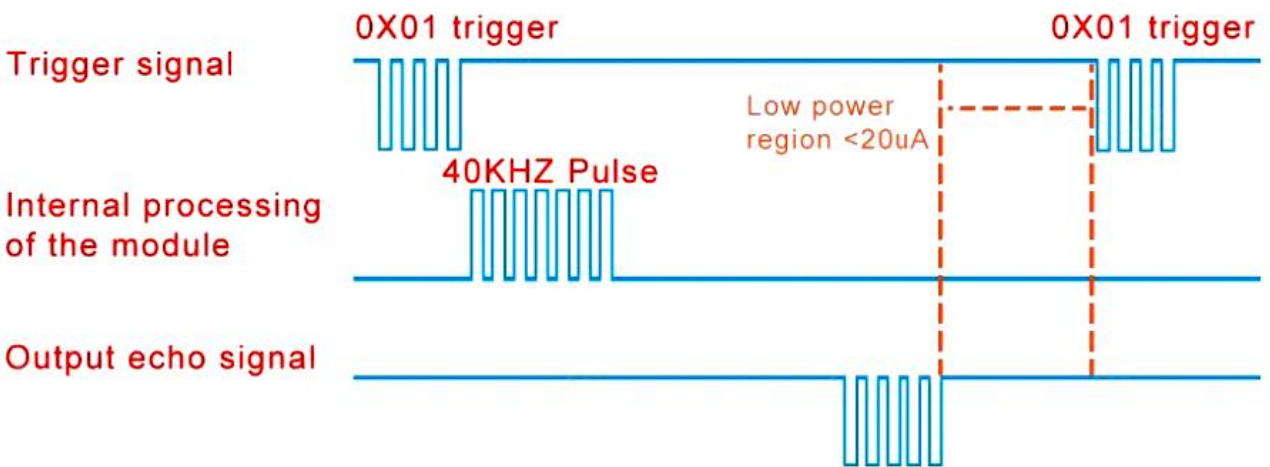 0X01 trigger
0X01 trigger
Trigger signal
Low power
region <20uA
40KHZ Pulse
Internal processing
of the module
Output echo signal